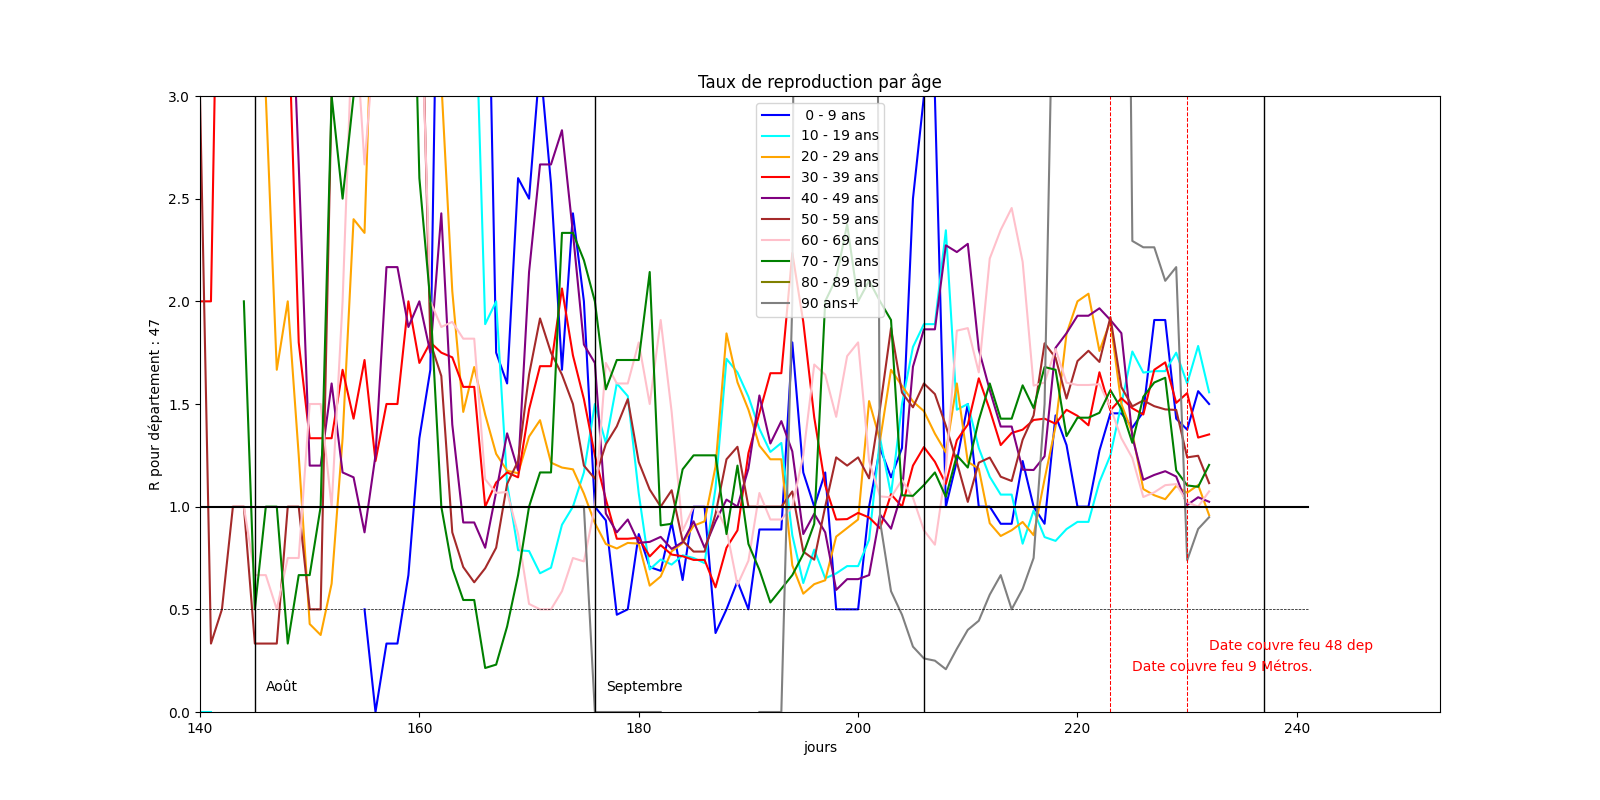 Taux de reproduction par âge
R pour département : 47
3.0
2.5
2.0
1.5
1.0
0.5
0.0
0 - 9 ans
10 - 19 ans
20 - 29 ans
30 - 39 ans
40 - 49 ans
50 - 59 ans
60 - 69 ans
70 - 79 ans
80 - 89 ans
90 ans+
Date couvre feu 48 dep
Date couvre feu 9 Métros.
Août
Septembre
140
160
180
200
220
240
jours